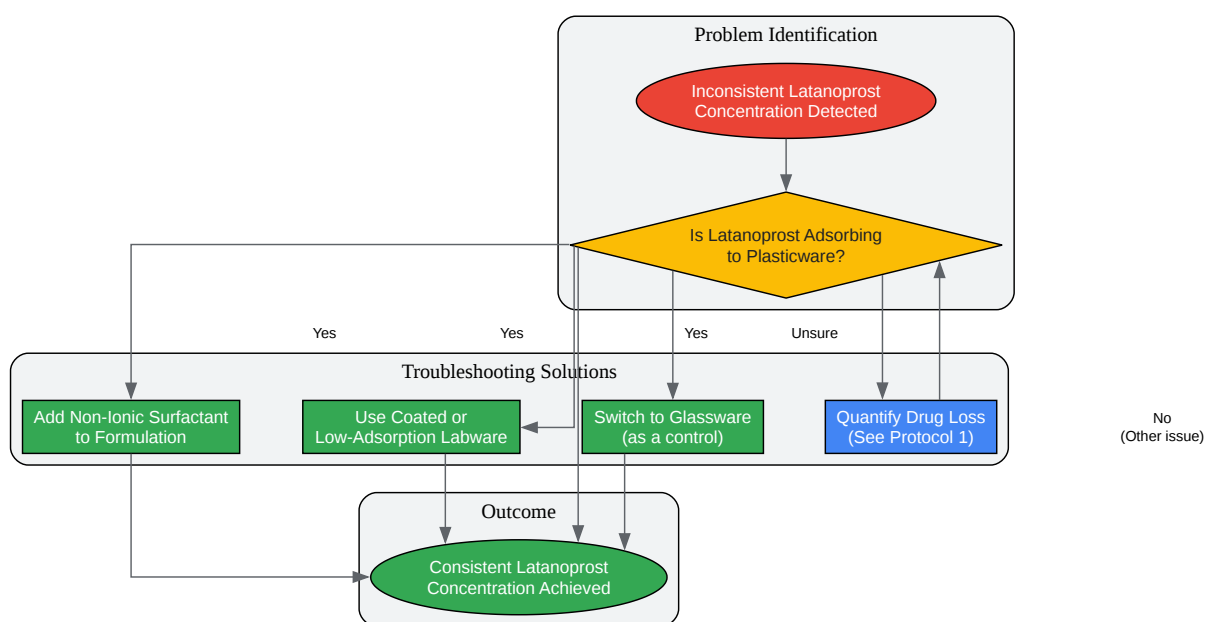 Problem Identification
Inconsistent Latanoprost
Concentration Detected
Is Latanoprost Adsorbing
to Plasticware?
Yes
Yes
Yes
Unsure
Troubleshooting Solutions
Add Non-Ionic Surfactant
to Formulation
Use Coated or
Low-Adsorption Labware
Switch to Glassware
(as a control)
Quantify Drug Loss
(See Protocol 1)
No
(Other issue)
Outcome
Consistent Latanoprost
Concentration Achieved